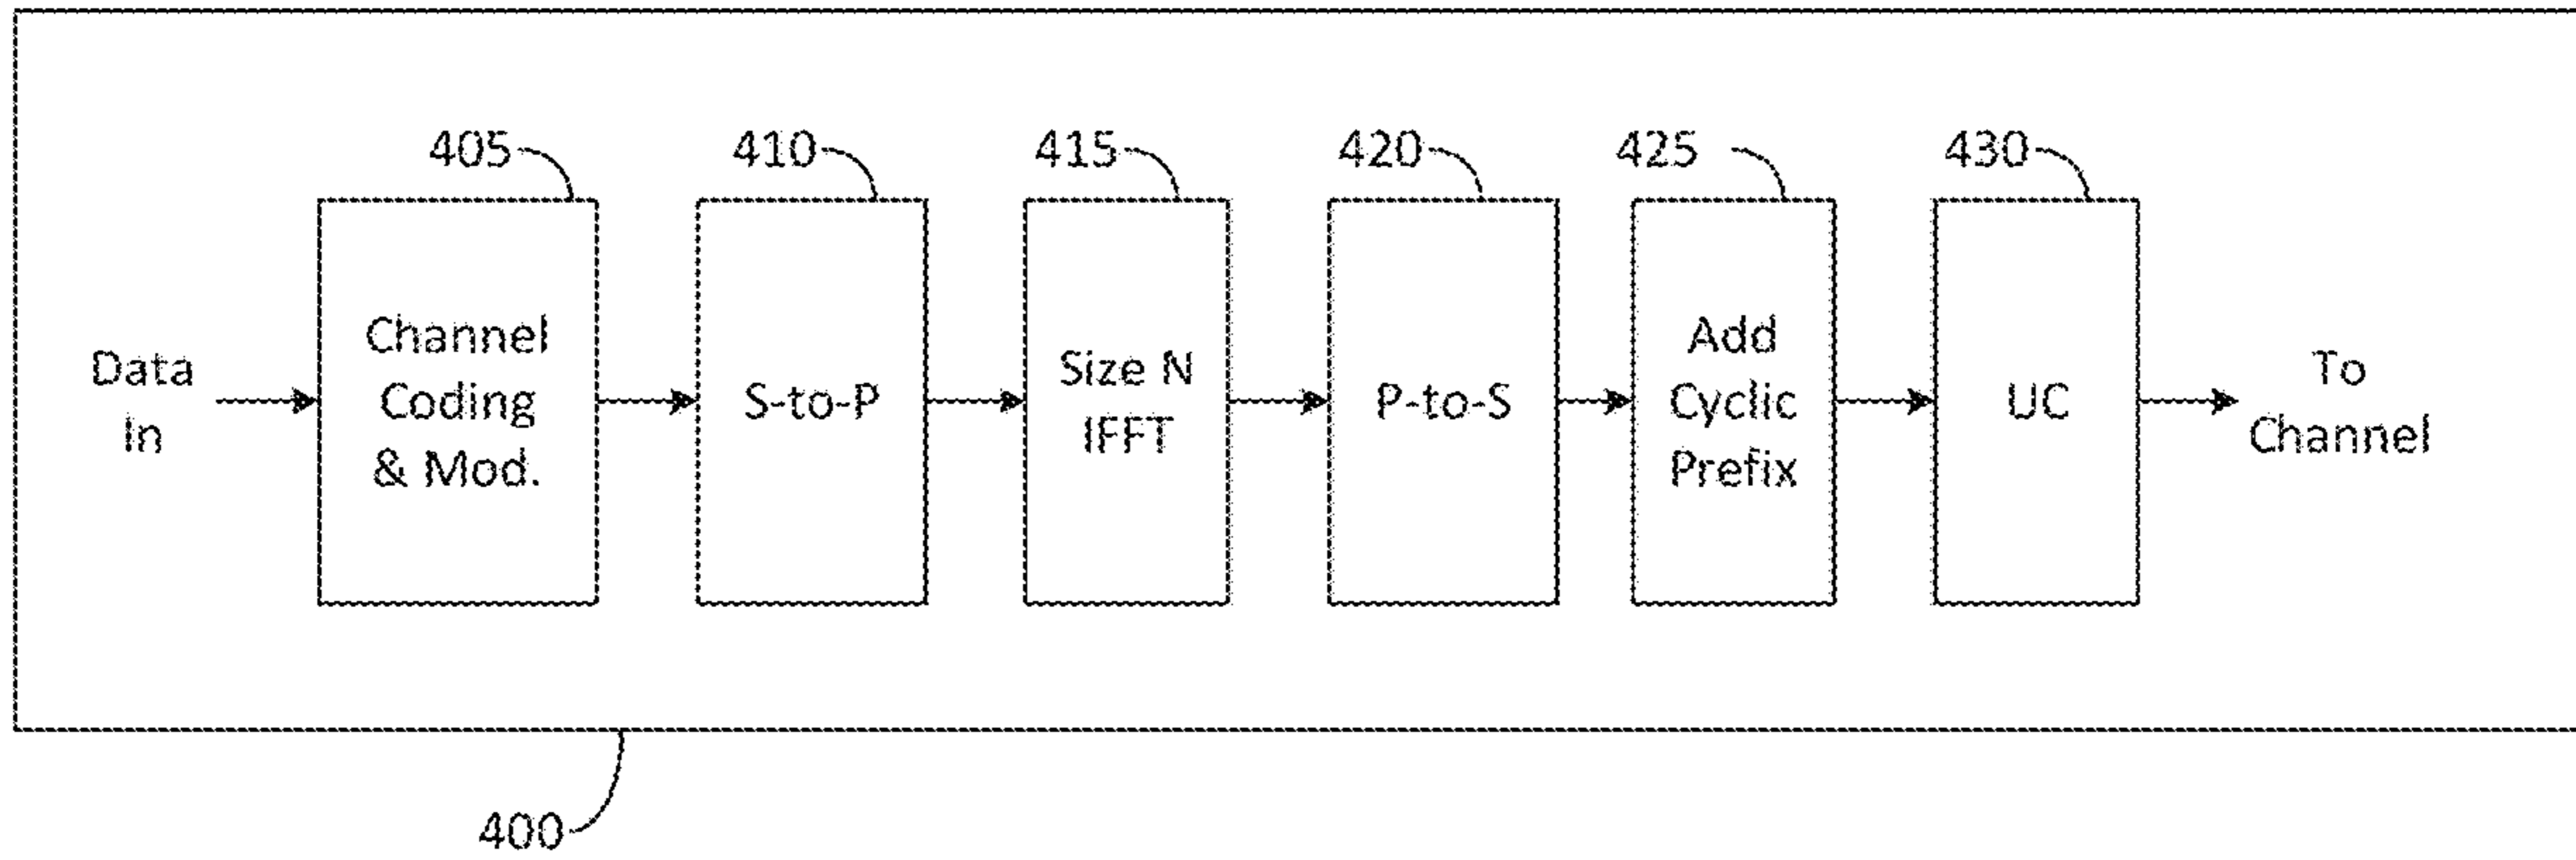 405
410
415
420
425
430
Data
In
Channel
Coding
& Mod.
S-to-P
Size N
IFFT
P-to-S
Add
Cyclic
Prefix
UC
To
Channel
400